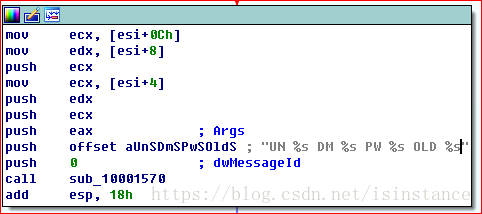 mov ecx, [esi+0Ch]
mov edx, [esi+8]
push ecx
mov ecx, [esi+4]
push edx
push ecx
push eax ; Args
push offset aUnSDmSPwSOldS ; "UN %s DM %s PW %s OLD %s"
push 0 ; dwMessageId
call sub_10001570
add esp, 18h
https://blog.csdn.net/isinstance